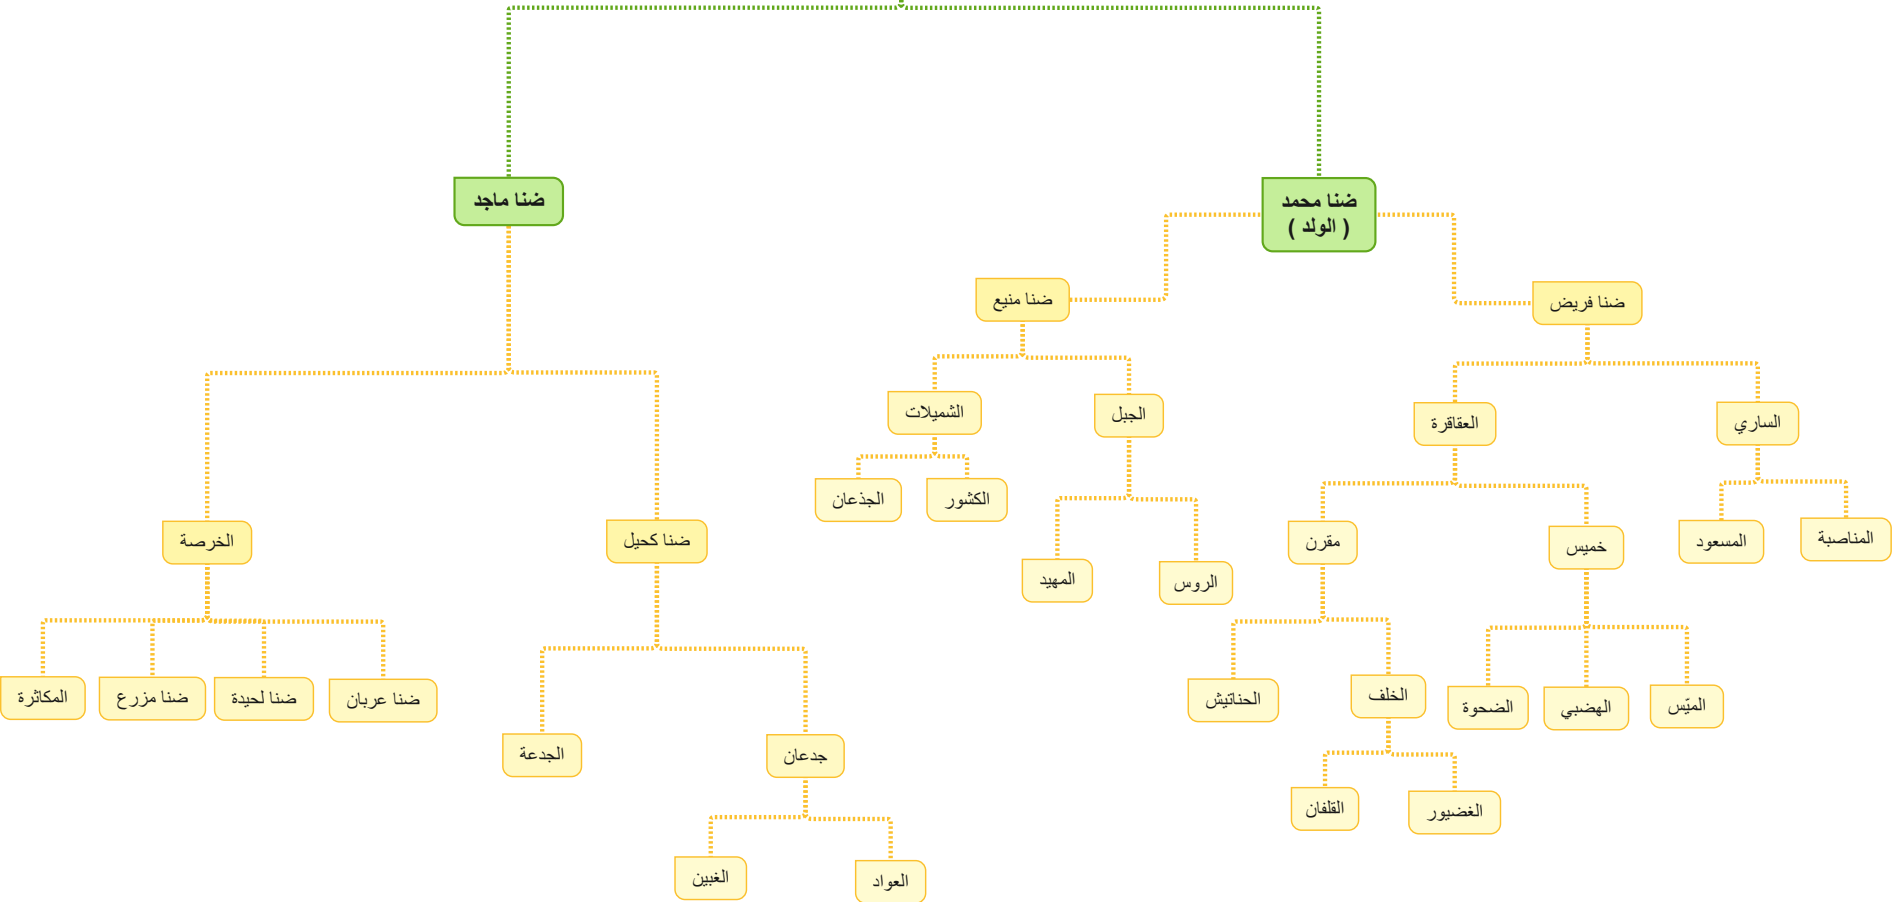 ضنا محمد
( الولد )
ضنا ماجد
ضنا فريض
ضنا منيع
الساري
العقاقرة
الجبل
الشميلات
المناصبة
المسعود
خميس
مقرن
الكشور
الجذعان
الروس
المهيد
ضنا كحيل
الخرصة
الميّس
الهضبي
الضحوة
الخلف
الحناتيش
ضنا عربان
ضنا لحيدة
ضنا مزرع
المكاثرة
جدعان
الجدعة
الغضيور
القلفان
العواد
الغبين